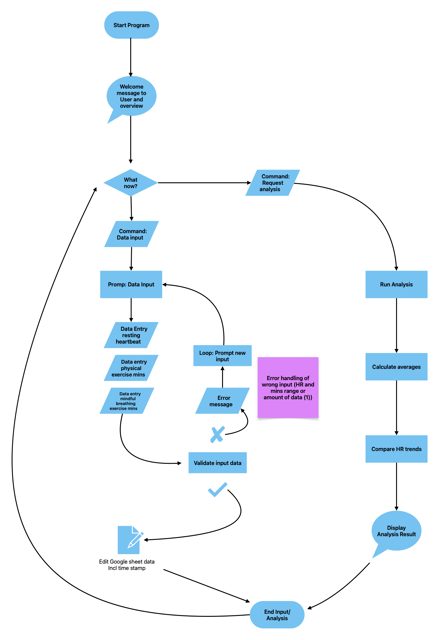 Start Program
Welcome
message to
User and
overview
What
now?
Command:
Request
analysis
Command:
Data input
Promp: Data Input
Run Analysis
Data Entry
resting
heartbeat
Loop: Prompt new
input
Data entry
physical
exercise mins
Calculate averages
Error handling of
wrong input (HR and
mins range or
amount of data (1))
Data entry
mindful
breathing
exercise mins
Error
message
Compare HR trends
Validate input data
Display
Analysis Result
Edit Google sheet data
Incl time stamp
End input/
Analysis